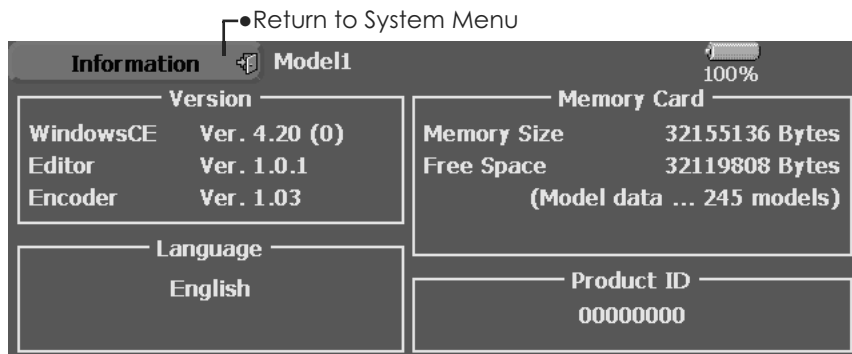 Return to System Menu
Information Model1 100%
Version
WindowsCE Ver. 4.20 (0)
Editor Ver. 1.0.1
Encoder Ver. 1.03
Language
English
Memory Card
Memory Size 32155136 Bytes
Free Space 32119808 Bytes
(Model data ... 245 models)
Product ID
00000000